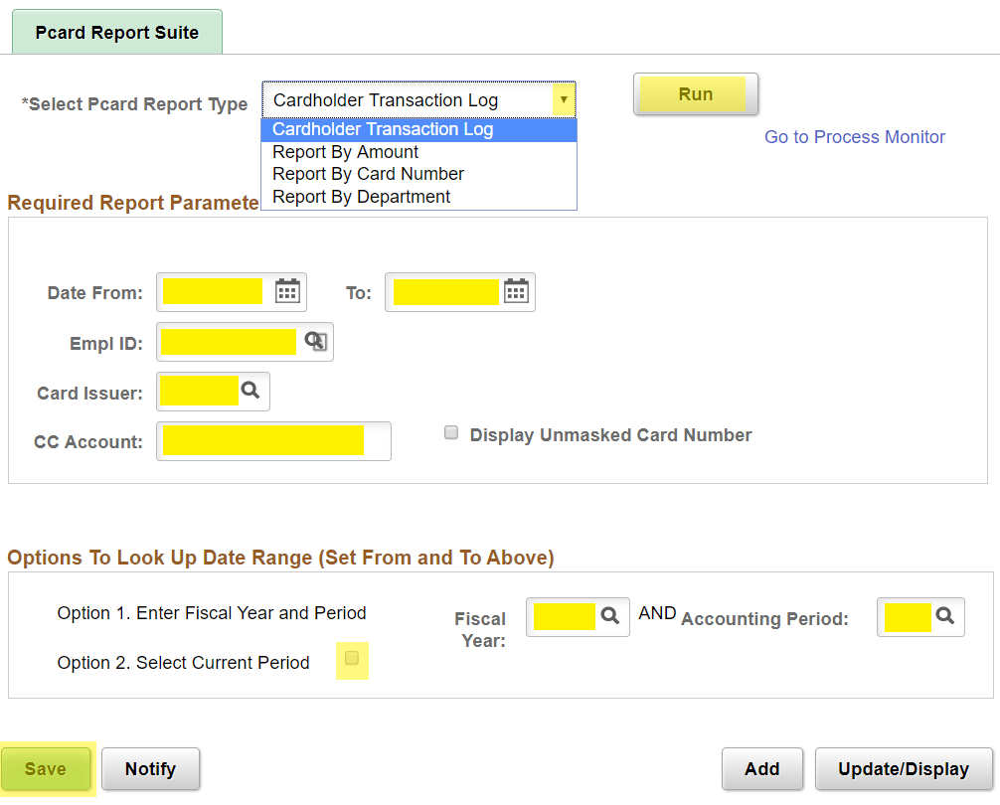 Pcard Report Suite
*Select Pcard Report Type
Cardholder Transaction Log
Run
Cardholder Transaction Log
Go to Process Monitor
Report By Amount
Report By Card Number
Report By Department
Required Report Paramete
Date From:
To:
Empl ID:
Card Issuer:
CC Account:
Display Unmasked Card Number
Options To Look Up Date Range (Set From and To Above)
Option 1. Enter Fiscal Year and Period
Fiscal
Year:
AND
Accounting Period:
Option 2. Select Current Period
Save
Notify
Add
Update/Display